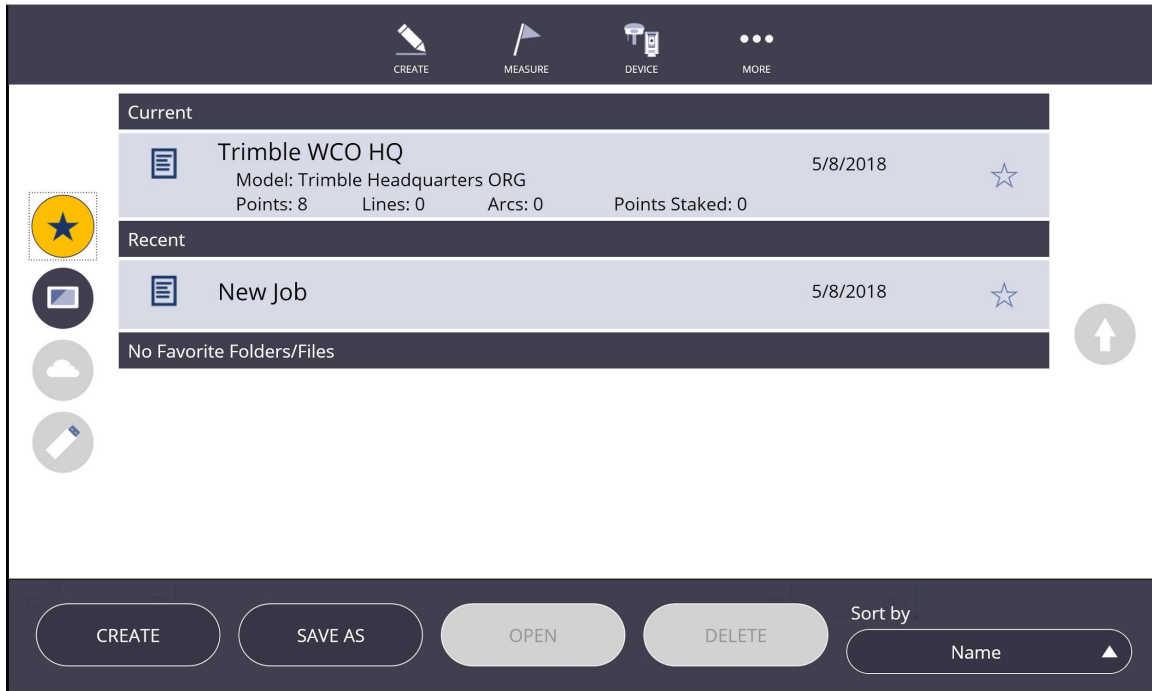 CREATE
MEASURE
DEVICE
MORE
Current
Trimble WCO HQ
5/8/2018
Model: Trimble Headquarters ORG
Points: 8 Lines: 0 Arcs: 0 Points Staked: 0
Recent
New Job
5/8/2018
No Favorite Folders/Files
CREATE
SAVE AS
OPEN
DELETE
Sort by
Name